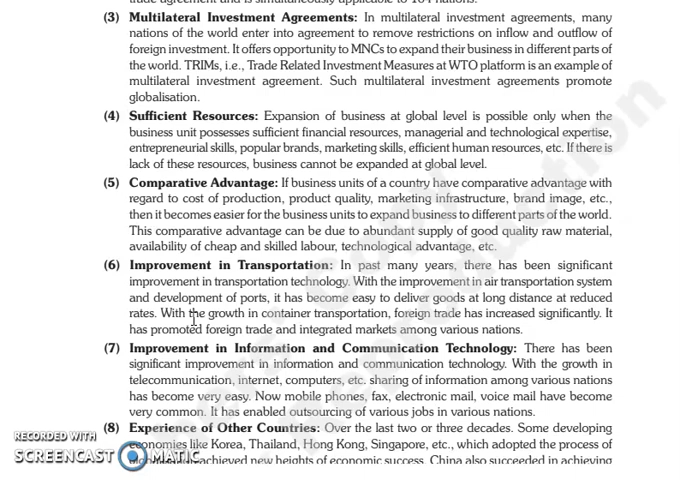 trade agreement and is simultaneously applicable to 164 nations.
(3) Multilateral Investment Agreements: In multilateral investment agreements, many
nations of the world enter into agreement to remove restrictions on inflow and outflow of
foreign investment. It offers opportunity to MNCs to expand their business in different parts of
the world. TRIMs, i.e., Trade Related Investment Measures at WTO platform is an example of
multilateral investment agreement. Such multilateral investment agreements promote
globalisation.
(4) Sufficient Resources: Expansion of business at global level is possible only when the
business unit possesses sufficient financial resources, managerial and technological expertise,
entrepreneurial skills, popular brands, marketing skills, efficient human resources, etc. If there is
lack of these resources, business cannot be expanded at global level.
(5) Comparative Advantage: If business units of a country have comparative advantage with
regard to cost of production, product quality, marketing infrastructure, brand image, etc.,
then it becomes easier for the business units to expand business to different parts of the world.
This comparative advantage can be due to abundant supply of good quality raw material,
availability of cheap and skilled labour, technological advantage, etc.
(6) Improvement in Transportation: In past many years, there has been significant
improvement in transportation technology. With the improvement in air transportation system
and development of ports, it has become easy to deliver goods at long distance at reduced
rates. With the growth in container transportation, foreign trade has increased significantly. It
has promoted foreign trade and integrated markets among various nations.
(7) Improvement in Information and Communication Technology: There has been
significant improvement in information and communication technology. With the growth in
telecommunication, internet, computers, etc. sharing of information among various nations
has become very easy. Now mobile phones, fax, electronic mail, voice mail have become
very common. It has enabled outsourcing of various jobs in various nations.
(8) Experience of Other Countries: Over the last two or three decades. Some developing
economies like Korea, Thailand, Hong Kong, Singapore, etc., which adopted the process of
achieved new heights of economic success. China also succeeded in achieving
RECORDED WITH
SCREENCAST MATIC